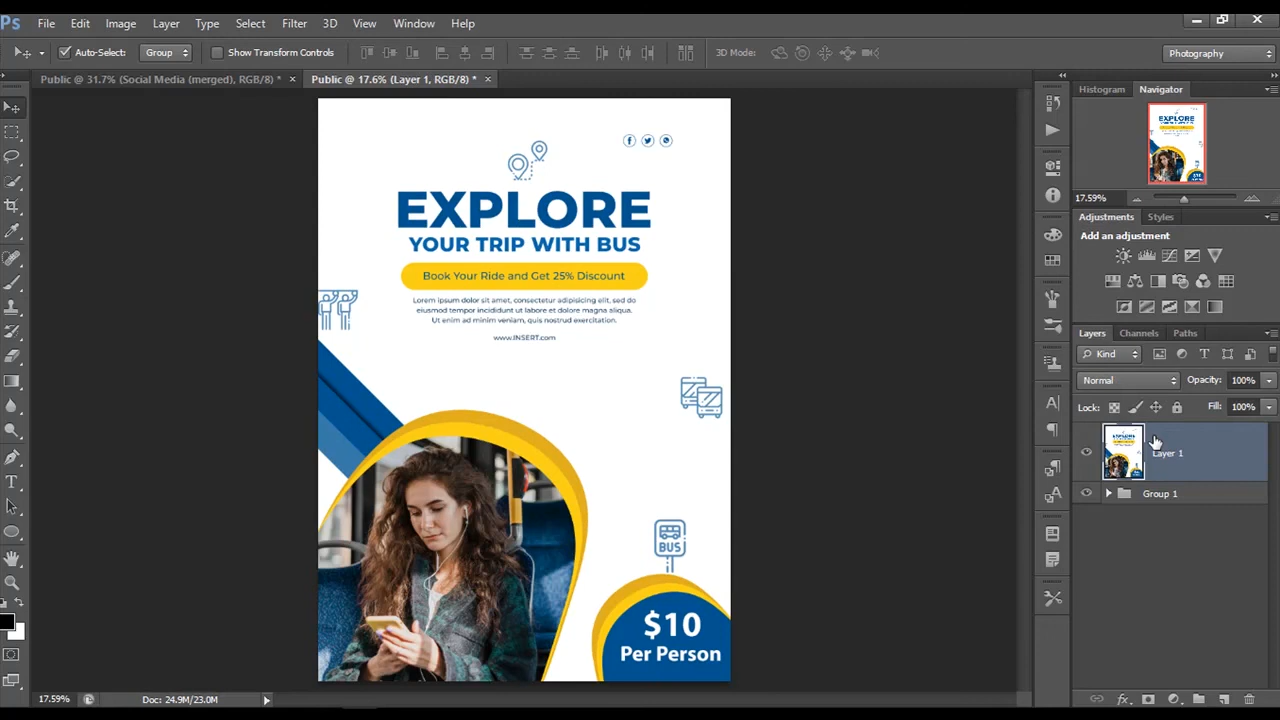 Ps File Edit Image Layer Type Select Filter 3D View Window Help
Auto-Select: Group Show Transform Controls 3D Mode: Photography
Public @ 31.7% (Social Media (merged), RGB/8) * × Public @ 17.6% (Layer 1, RGB/8) * ×
Histogram Navigator
17.59%
Adjustments Styles
Add an adjustment
Layers Channels Paths
Kind
Normal Opacity: 100%
Lock: Fill: 100%
Layer 1
Group 1
EXPLORE
YOUR TRIP WITH BUS
Book Your Ride and Get 25% Discount
Lorem ipsum dolor sit amet, consectetur adipisicing elit, sed do
eiusmod tempor incididunt ut labore et dolore magna aliqua.
Ut enim ad minim veniam, quis nostrud exercitation.
www.INSERT.com
BUS
$10
Per Person
17.59% Doc: 24.9M/23.0M